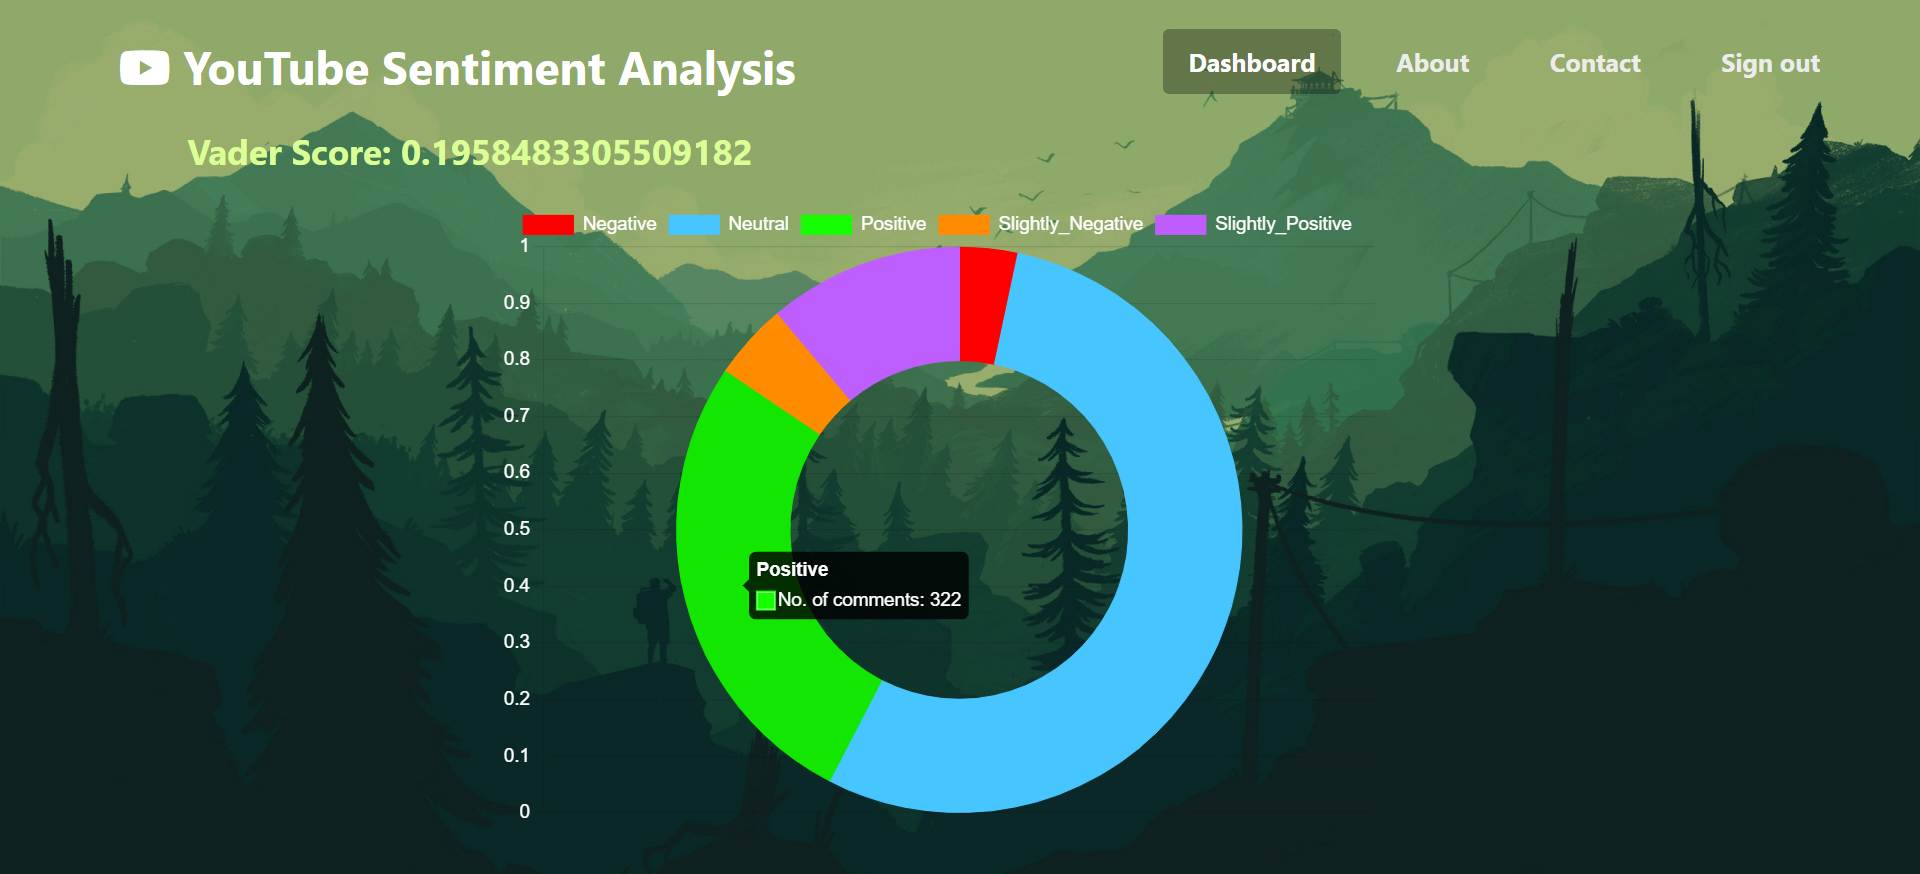 YouTube Sentiment Analysis
Dashboard
About
Contact
Sign out
Vader Score: 0.1958483305509182
Negative
Neutral
Positive
Slightly_Negative
Slightly_Positive
1
0.9
0.8
0.7
0.6
0.5
0.4
0.3
0.2
0.1
0
Positive
No. of comments: 322